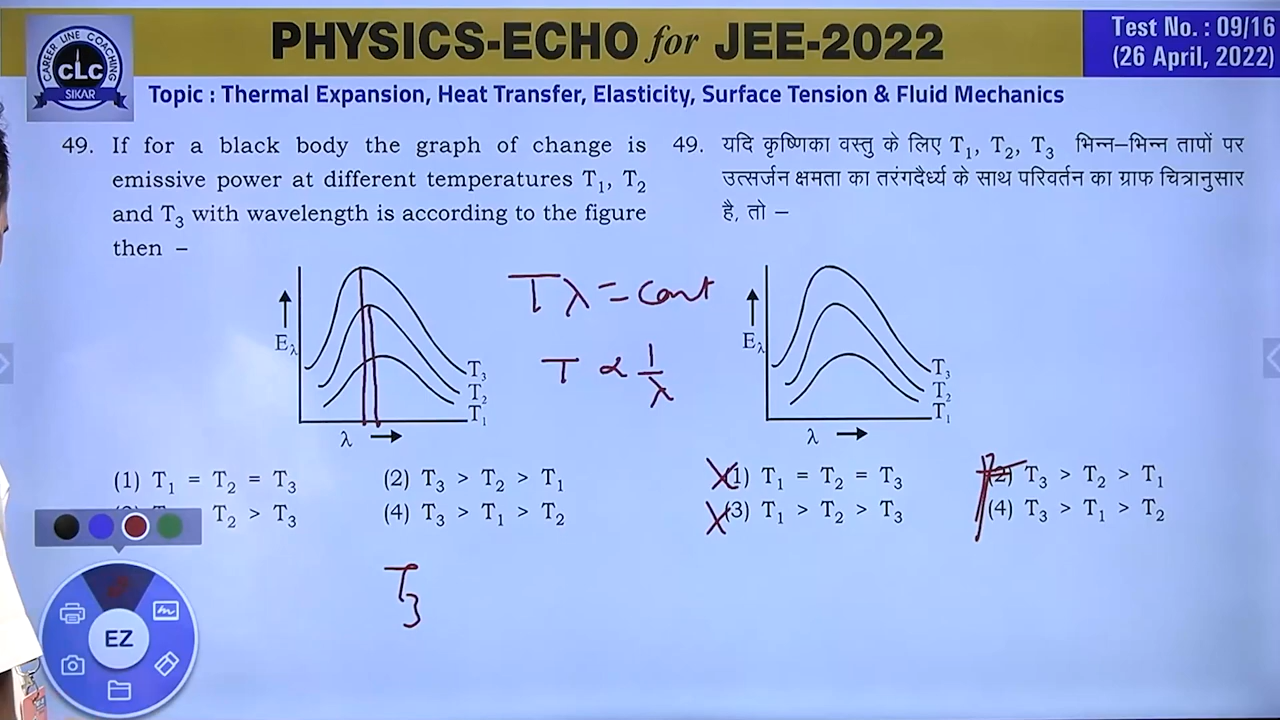 PHYSICS-ECHO for JEE-2022
Test No. : 09/16
(26 April, 2022)
CAREER LINE COACHING
CLC
SIKAR
Topic : Thermal Expansion, Heat Transfer, Elasticity, Surface Tension & Fluid Mechanics
49. If for a black body the graph of change is
emissive power at different temperatures T₁, T₂
and T₃ with wavelength is according to the figure
then –
Eλ
T₃
T₂
T₁
λ
(1) T₁ = T₂ = T₃
(2) T₃ > T₂ > T₁
T₂ > T₃
(4) T₃ > T₁ > T₂
Tλ = const
T ∝ 1/λ
T₃
49. यदि कृष्णिका वस्तु के लिए T₁, T₂, T₃ भिन्न–भिन्न तापों पर
उत्सर्जन क्षमता का तरंगदैर्ध्य के साथ परिवर्तन का ग्राफ चित्रानुसार
है, तो –
Eλ
T₃
T₂
T₁
λ
(1) T₁ = T₂ = T₃
(2) T₃ > T₂ > T₁
(3) T₁ > T₂ > T₃
(4) T₃ > T₁ > T₂
EZ